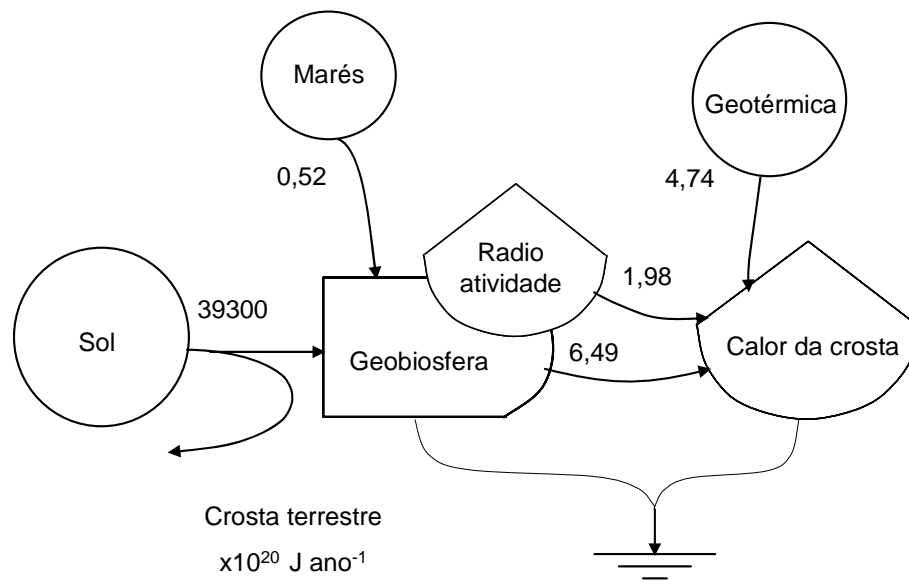 Marés
Geotérmica
0,52
4,74
Radio
atividade
1,98
39300
Sol
Geobiosfera
6,49
Calor da crosta
Crosta terrestre
x10²⁰ J ano⁻¹